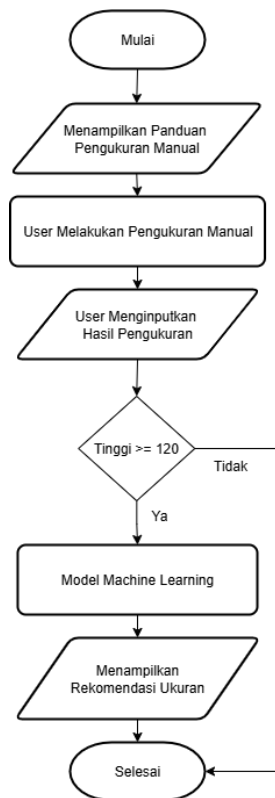 Mulai
Menampilkan Panduan
Pengukuran Manual
User Melakukan Pengukuran Manual
User Menginputkan
Hasil Pengukuran
Tinggi >= 120
Tidak
Ya
Model Machine Learning
Menampilkan
Rekomendasi Ukuran
Selesai